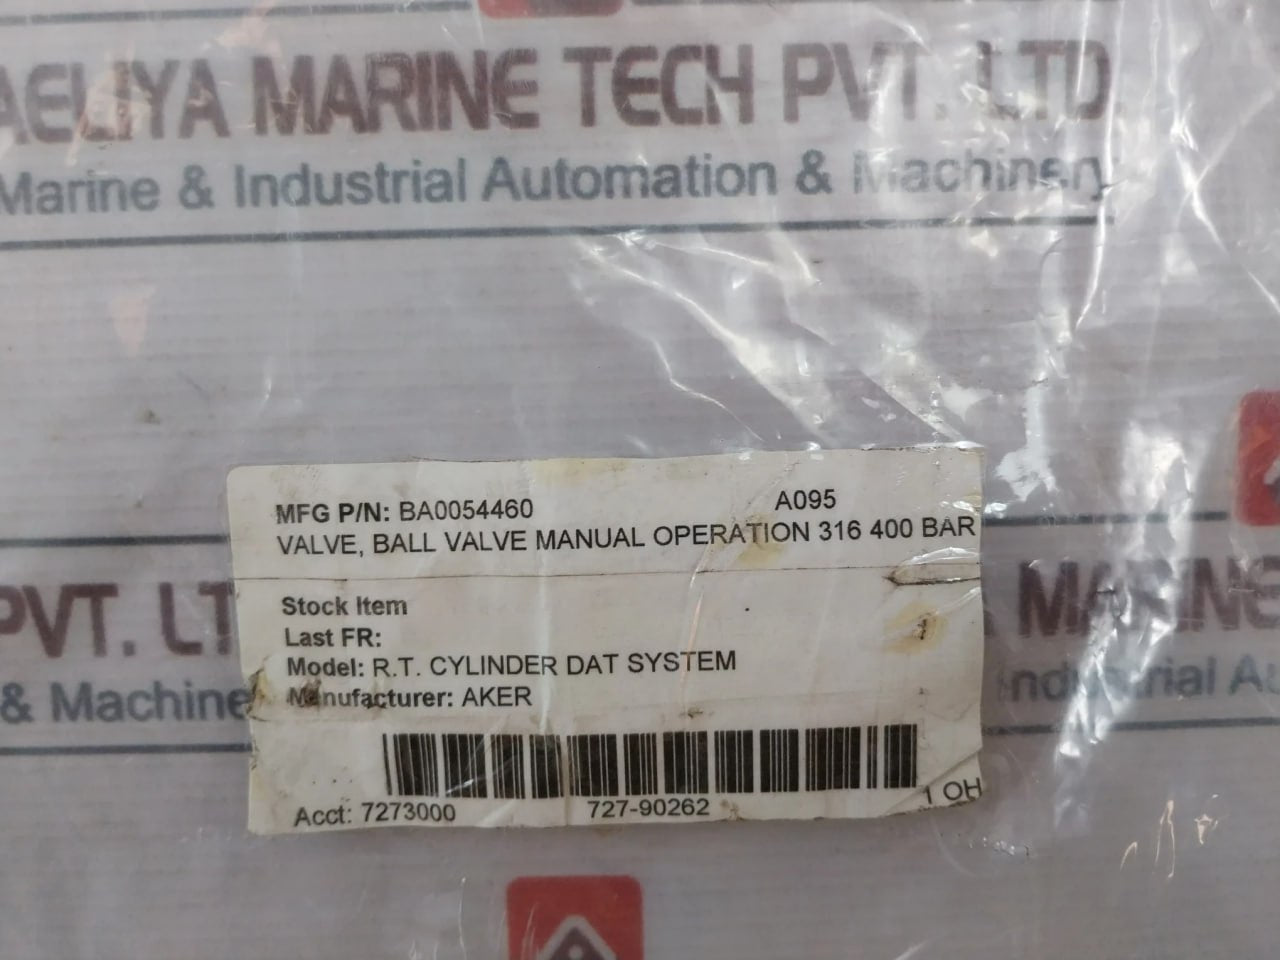 AELIYA MARINE TECH PVT. LTD.
Marine & Industrial Automation & Machinery
MFG P/N: BA0054460 A095
VALVE, BALL VALVE MANUAL OPERATION 316 400 BAR
Stock Item
Last FR:
Model: R.T. CYLINDER DAT SYSTEM
Manufacturer: AKER
Acct: 7273000 727-90262 1 OH
PVT. LT
MARINE
& Machine
Industrial Au